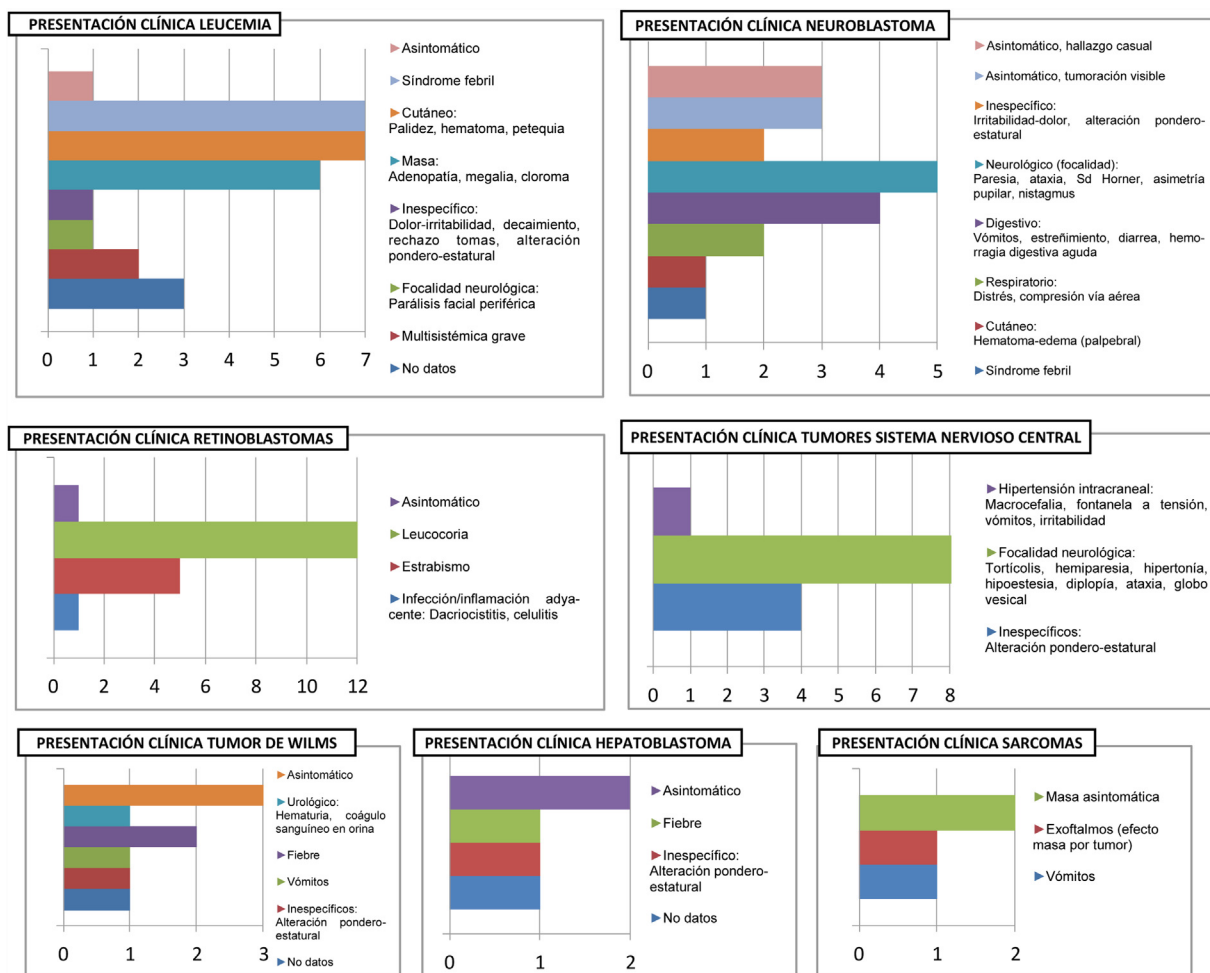 PRESENTACIÓN CLÍNICA LEUCEMIA
►Asintomático
►Síndrome febril
►Cutáneo:
Palidez, hematoma, petequia
►Masa:
Adenopatía, megalia, cloroma
►Inespecífico:
Dolor-irritabilidad, decaimiento,
rechazo tomas, alteración
pondero-estatural
►Focalidad neurológica:
Parálisis facial periférica
►Multisistémica grave
►No datos
0 1 2 3 4 5 6 7
PRESENTACIÓN CLÍNICA NEUROBLASTOMA
►Asintomático, hallazgo casual
►Asintomático, tumoración visible
►Inespecífico:
Irritabilidad-dolor, alteración pondero-
estatural
►Neurológico (focalidad):
Paresia, ataxia, Sd Horner, asimetría
pupilar, nistagmus
►Digestivo:
Vómitos, estreñimiento, diarrea, hemo-
rragia digestiva aguda
►Respiratorio:
Distrés, compresión vía aérea
►Cutáneo:
Hematoma-edema (palpebral)
►Síndrome febril
0 1 2 3 4 5
PRESENTACIÓN CLÍNICA RETINOBLASTOMAS
►Asintomático
►Leucocoria
►Estrabismo
►Infección/inflamación adya-
cente: Dacriocistitis, celulitis
0 2 4 6 8 10 12
PRESENTACIÓN CLÍNICA TUMORES SISTEMA NERVIOSO CENTRAL
►Hipertensión intracraneal:
Macrocefalia, fontanela a tensión,
vómitos, irritabilidad
►Focalidad neurológica:
Tortícolis, hemiparesia, hipertonía,
hipoestesia, diplopía, ataxia, globo
vesical
►Inespecíficos:
Alteración pondero-estatural
0 1 2 3 4 5 6 7 8
PRESENTACIÓN CLÍNICA TUMOR DE WILMS
►Asintomático
►Urológico:
Hematuria, coágulo
sanguíneo en orina
►Fiebre
►Vómitos
►Inespecíficos:
Alteración pondero-
estatural
►No datos
0 1 2 3
PRESENTACIÓN CLÍNICA HEPATOBLASTOMA
►Asintomático
►Fiebre
►Inespecífico:
Alteración pondero-
estatural
►No datos
0 1 2
PRESENTACIÓN CLÍNICA SARCOMAS
►Masa asintomática
►Exoftalmos (efecto
masa por tumor)
►Vómitos
0 1 2